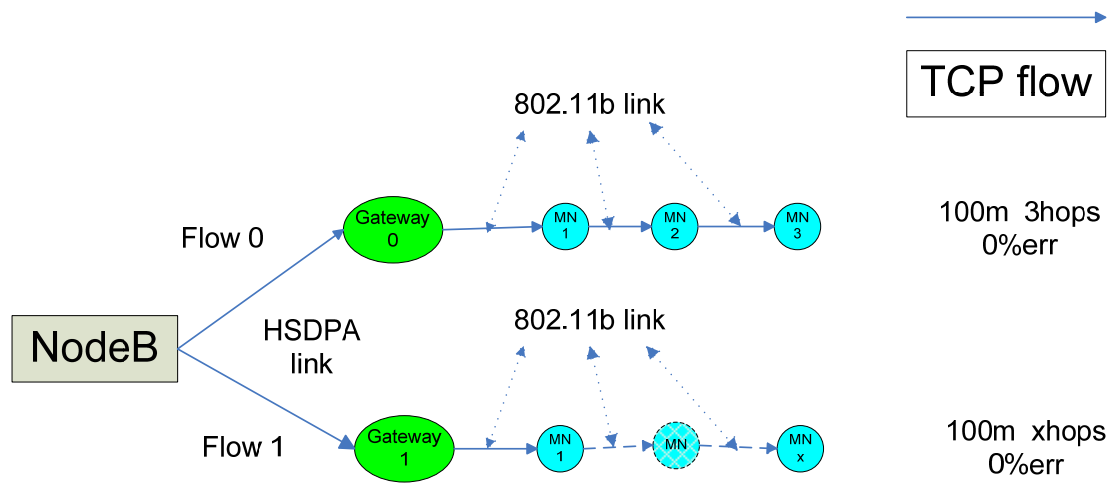 TCP flow
802.11b link
Flow 0
Gateway
0
MN
1
MN
2
MN
3
100m 3hops
0%err
NodeB
HSDPA
link
802.11b link
Flow 1
Gateway
1
MN
1
MN
MN
x
100m xhops
0%err